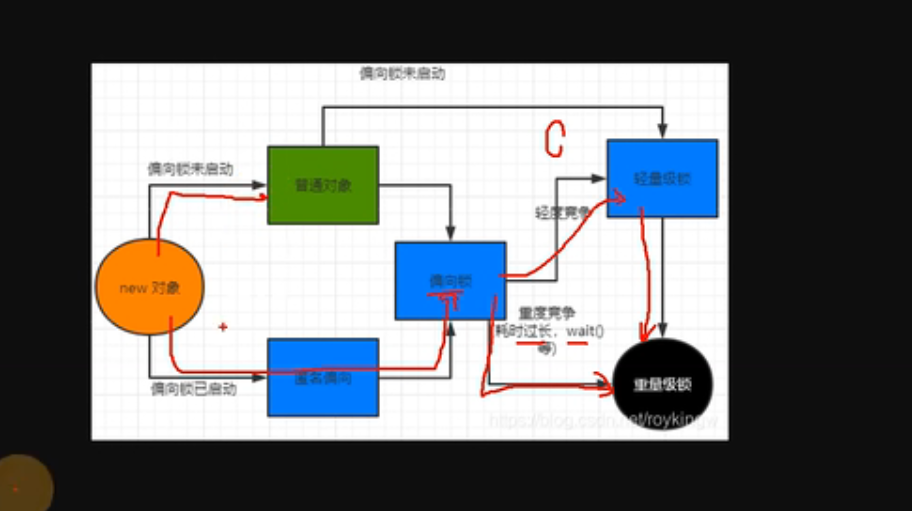 偏向锁未启动
偏向锁未启动
普通对象
轻量级锁
轻度竞争
new 对象
偏向锁
重度竞争
(耗时过长，wait()
等)
偏向锁已启动
匿名偏向
重量级锁
https://blog.csdn.net/royking